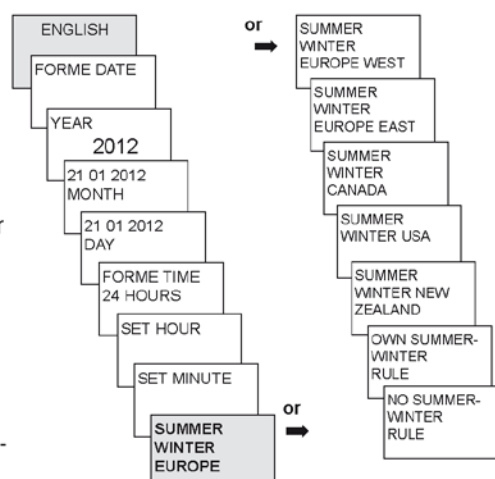 ENGLISH
FORME DATE
YEAR
2012
21 01 2012
MONTH
21 01 2012
DAY
FORME TIME
24 HOURS
SET HOUR
SET MINUTE
SUMMER
WINTER
EUROPE
or
SUMMER
WINTER
EUROPE WEST
SUMMER
WINTER
EUROPE EAST
SUMMER
WINTER
CANADA
SUMMER
WINTER USA
SUMMER
WINTER NEW
ZEALAND
OWN SUMMER-
WINTER
RULE
NO SUMMER-
WINTER
RULE
or
r
-